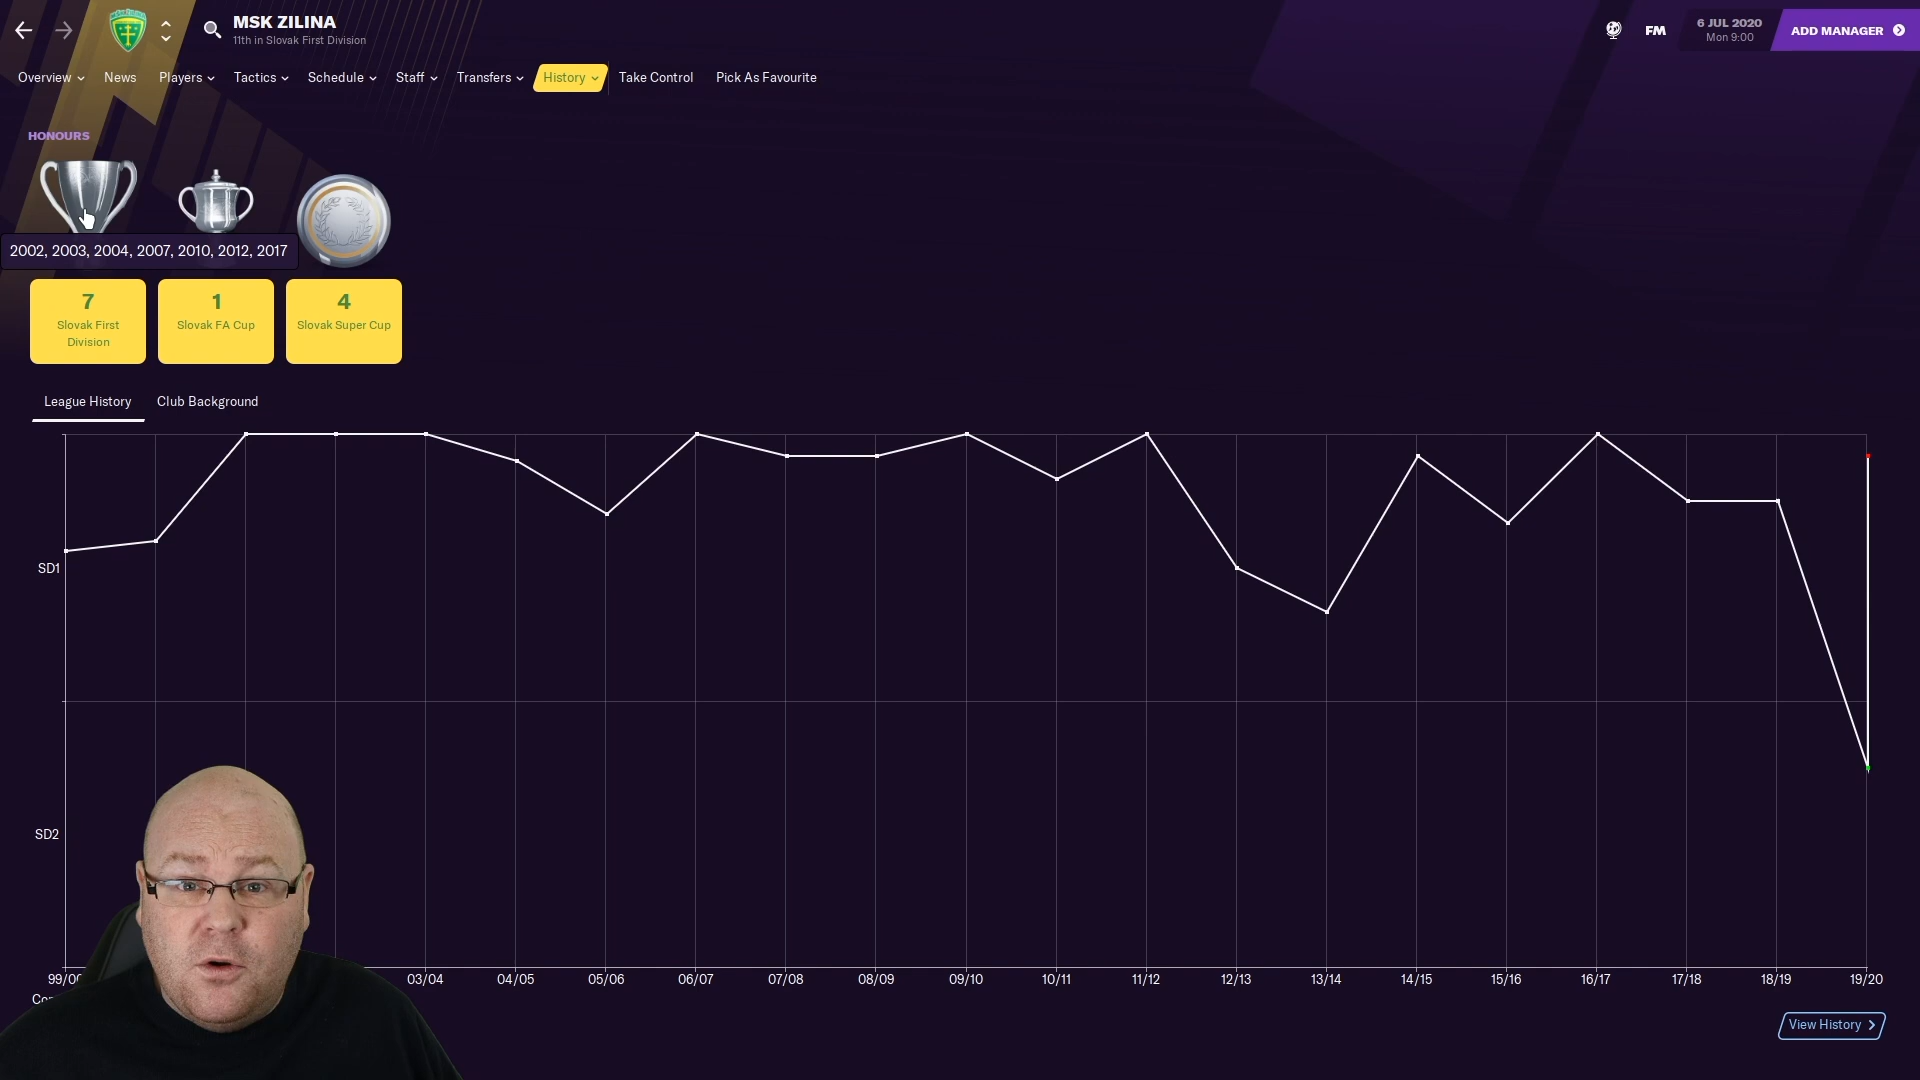 MSK ZILINA
11th in Slovak First Division
FM
6 JUL 2020
Mon 9:00
ADD MANAGER
Overview
News
Players
Tactics
Schedule
Staff
Transfers
History
Take Control
Pick As Favourite
HONOURS
2002, 2003, 2004, 2007, 2010, 2012, 2017
7
Slovak First
Division
1
Slovak FA Cup
4
Slovak Super Cup
League History
Club Background
SD1
SD2
99/00 03/04 04/05 05/06 06/07 07/08 08/09 09/10 10/11 11/12 12/13 13/14 14/15 15/16 16/17 17/18 18/19 19/20
View History